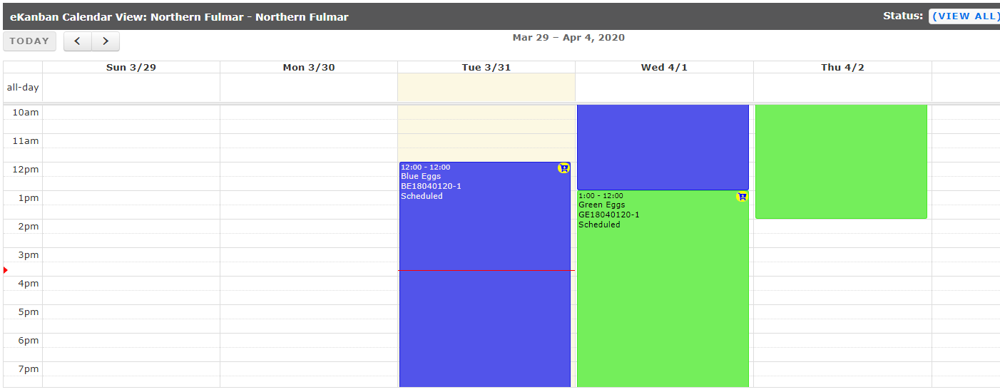 eKanban Calendar View: Northern Fulmar - Northern Fulmar
Status: (VIEW ALL)
TODAY
Mar 29 – Apr 4, 2020
Sun 3/29 Mon 3/30 Tue 3/31 Wed 4/1 Thu 4/2
all-day
10am
11am
12pm
12:00 - 12:00
Blue Eggs
BE18040120-1
Scheduled
1pm
1:00 - 12:00
Green Eggs
GE18040120-1
Scheduled
2pm
3pm
4pm
5pm
6pm
7pm